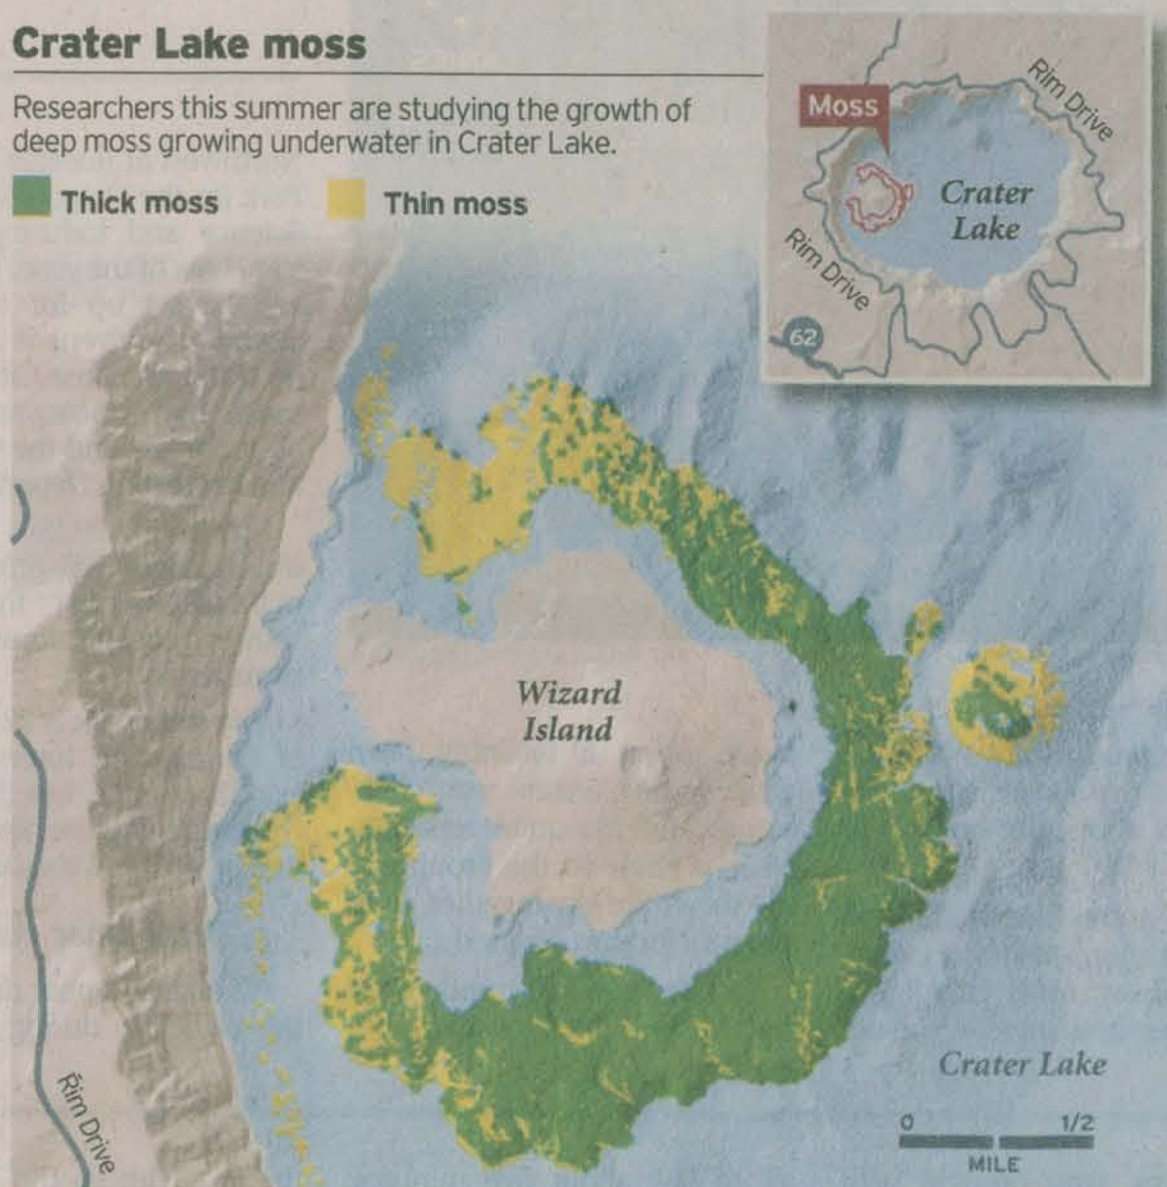 Crater Lake moss
Researchers this summer are studying the growth of
deep moss growing underwater in Crater Lake.
Thick moss
Thin moss
Moss
Rim Drive
Crater
Lake
Rim Drive
62
Wizard
Island
Crater Lake
0 1/2
MILE
Rim Drive